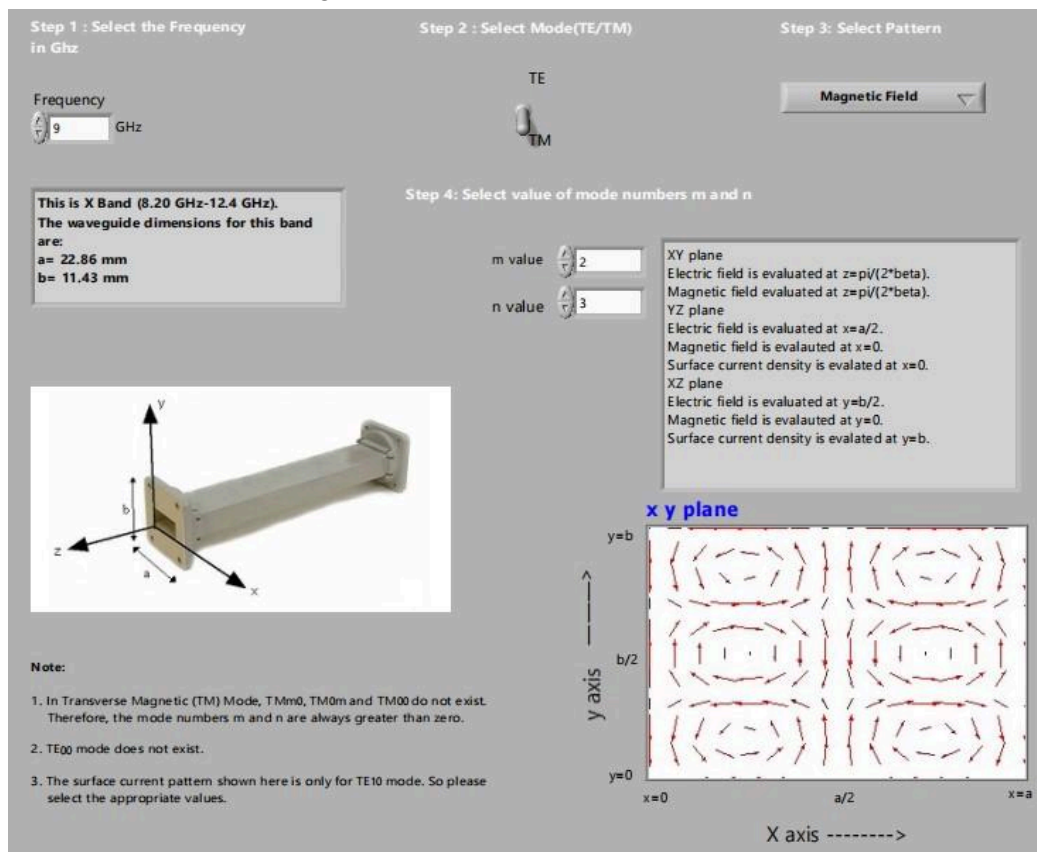 Step 1 : Select the Frequency
in Ghz
Step 2 : Select Mode(TE/TM)
Step 3: Select Pattern
Frequency
9
GHz
TE
TM
Magnetic Field
This is X Band (8.20 GHz-12.4 GHz).
The waveguide dimensions for this band
are:
a= 22.86 mm
b= 11.43 mm
Step 4: Select value of mode numbers m and n
m value
2
n value
3
XY plane
Electric field is evaluated at z=pi/(2*beta).
Magnetic field is evaluated at z=pi/(2*beta).
YZ plane
Electric field is evaluated at x=a/2.
Magnetic field is evalauted at x=0.
Surface current density is evalated at x=0.
XZ plane
Electric field is evaluated at y=b/2.
Magnetic field is evalauted at y=0.
Surface current density is evalated at y=b.
y
b
z
a
x
x y plane
y=b
b/2
y=0
y axis ------>
x=0
a/2
x=a
X axis -------->
Note:
1. In Transverse Magnetic (TM) Mode, TMm0, TM0m and TM00 do not exist.
Therefore, the mode numbers m and n are always greater than zero.
2. TE00 mode does not exist.
3. The surface current pattern shown here is only for TE10 mode. So please
select the appropriate values.